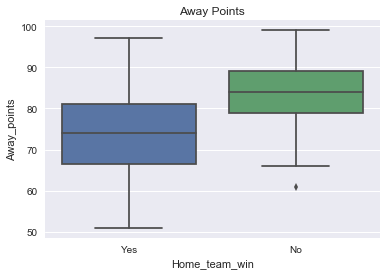 Away Points
100
90
80
70
60
50
Away_points
Yes
No
Home_team_win